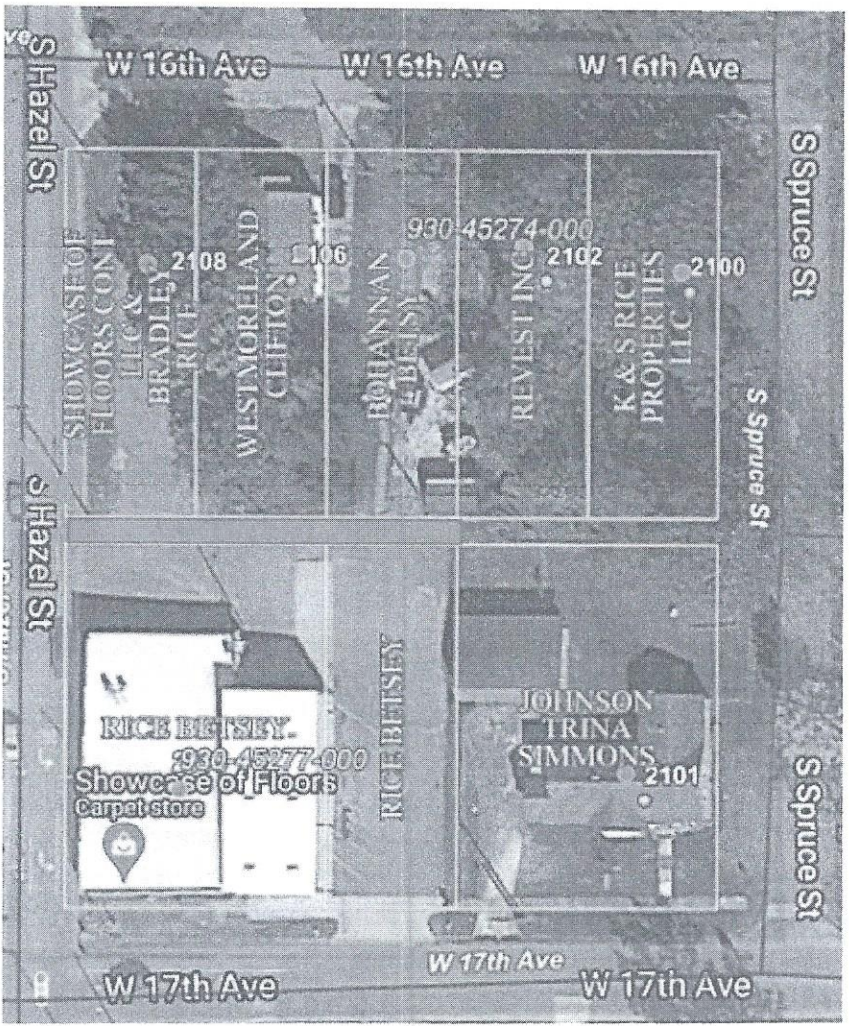 W 16th Ave
W 16th Ave
W 16th Ave
S Hazel St
S Spruce St
930-45274-000
2108
2106
2102
2100
SHOWCASE OF
FLOORS CONT
LLC &
BRADLEY
RICE
WESTMORELAND
CLIFTON
BOHANNAN
BETSY
REVEST INC
K & S RICE
PROPERTIES
LLC
S Spruce St
S Hazel St
RICE BETSEY
930-45277-000
Showcase of Floors
Carpet store
RICE BETSEY
JOHNSON
TRINA
SIMMONS
2101
S Spruce St
W 17th Ave
W 17th Ave
W 17th Ave